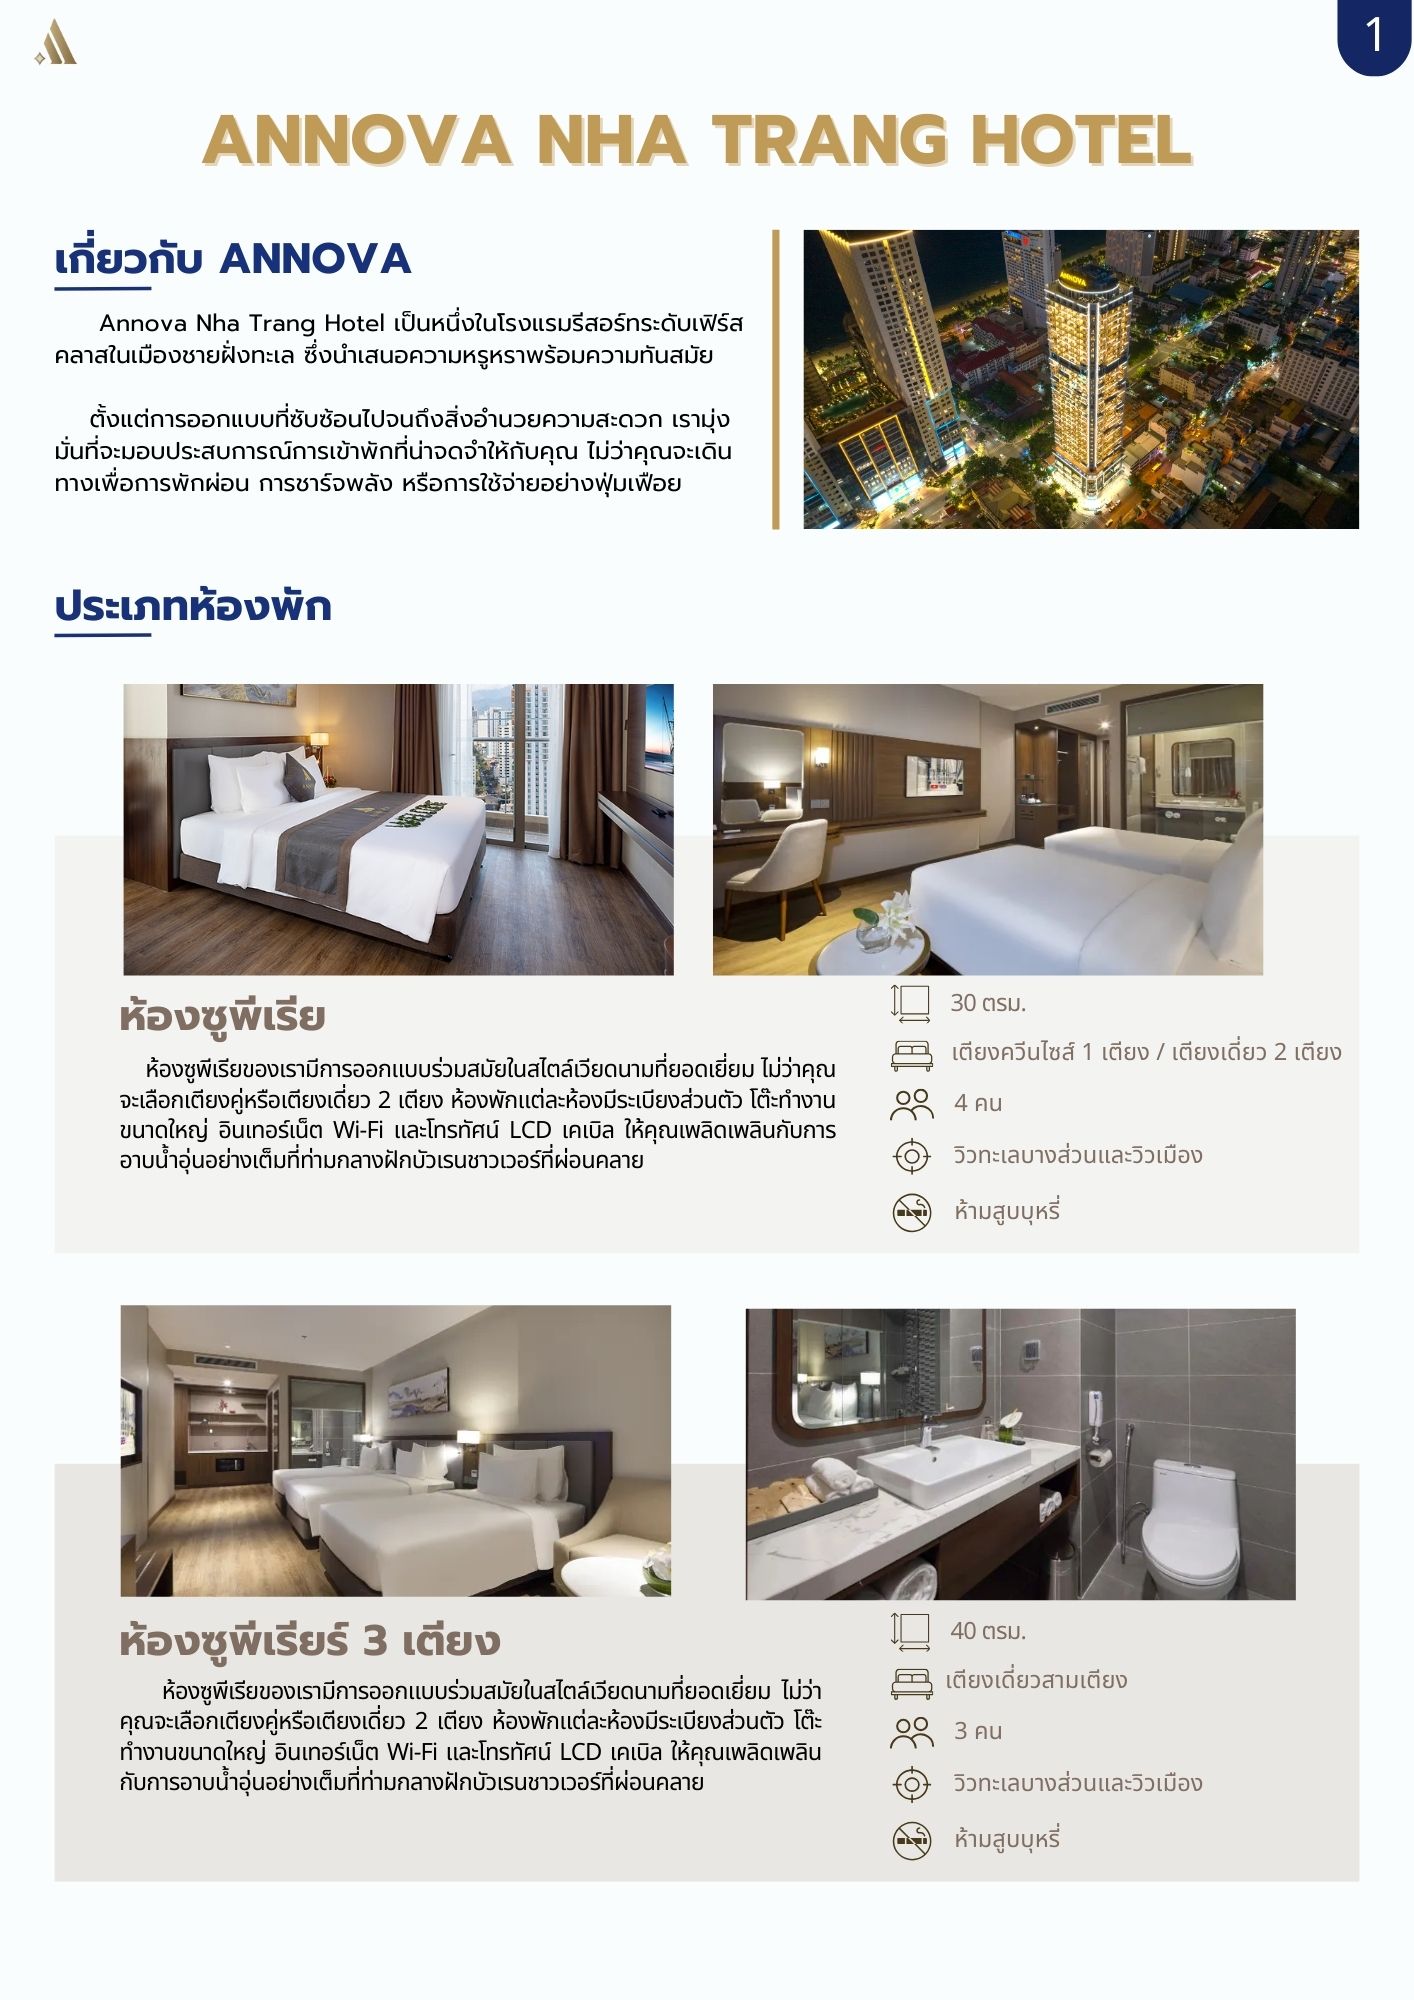 1
ANNOVA NHA TRANG HOTEL
เกี่ยวกับ ANNOVA
Annova Nha Trang Hotel เป็นหนึ่งในโรงแรมรีสอร์ทระดับเฟิร์ส
คลาสในเมืองชายฝั่งทะเล ซึ่งนำเสนอความหรูหราพร้อมความทันสมัย
ตั้งแต่การออกแบบที่ซับซ้อนไปจนถึงสิ่งอำนวยความสะดวก เรามุ่ง
มั่นที่จะมอบประสบการณ์การเข้าพักที่น่าจดจำให้กับคุณ ไม่ว่าคุณจะเดิน
ทางเพื่อการพักผ่อน การชาร์จพลัง หรือการใช้จ่ายอย่างฟุ่มเฟือย
ANNOVA
ประเภทห้องพัก
ห้องซูพีเรีย
ห้องซูพีเรียของเรามีการออกแบบร่วมสมัยในสไตล์เวียดนามที่ยอดเยี่ยม ไม่ว่าคุณ
จะเลือกเตียงคู่หรือเตียงเดี่ยว 2 เตียง ห้องพักแต่ละห้องมีระเบียงส่วนตัว โต๊ะทำงาน
ขนาดใหญ่ อินเทอร์เน็ต Wi-Fi และโทรทัศน์ LCD เคเบิล ให้คุณเพลิดเพลินกับการ
อาบน้ำอุ่นอย่างเต็มที่ท่ามกลางฝักบัวเรนชาวเวอร์ที่ผ่อนคลาย
30 ตรม.
เตียงควีนไซส์ 1 เตียง / เตียงเดี่ยว 2 เตียง
4 คน
วิวทะเลบางส่วนและวิวเมือง
ห้ามสูบบุหรี่
ห้องซูพีเรียร์ 3 เตียง
ห้องซูพีเรียของเรามีการออกแบบร่วมสมัยในสไตล์เวียดนามที่ยอดเยี่ยม ไม่ว่า
คุณจะเลือกเตียงคู่หรือเตียงเดี่ยว 2 เตียง ห้องพักแต่ละห้องมีระเบียงส่วนตัว โต๊ะ
ทำงานขนาดใหญ่ อินเทอร์เน็ต Wi-Fi และโทรทัศน์ LCD เคเบิล ให้คุณเพลิดเพลิน
กับการอาบน้ำอุ่นอย่างเต็มที่ท่ามกลางฝักบัวเรนชาวเวอร์ที่ผ่อนคลาย
40 ตรม.
เตียงเดี่ยวสามเตียง
3 คน
วิวทะเลบางส่วนและวิวเมือง
ห้ามสูบบุหรี่